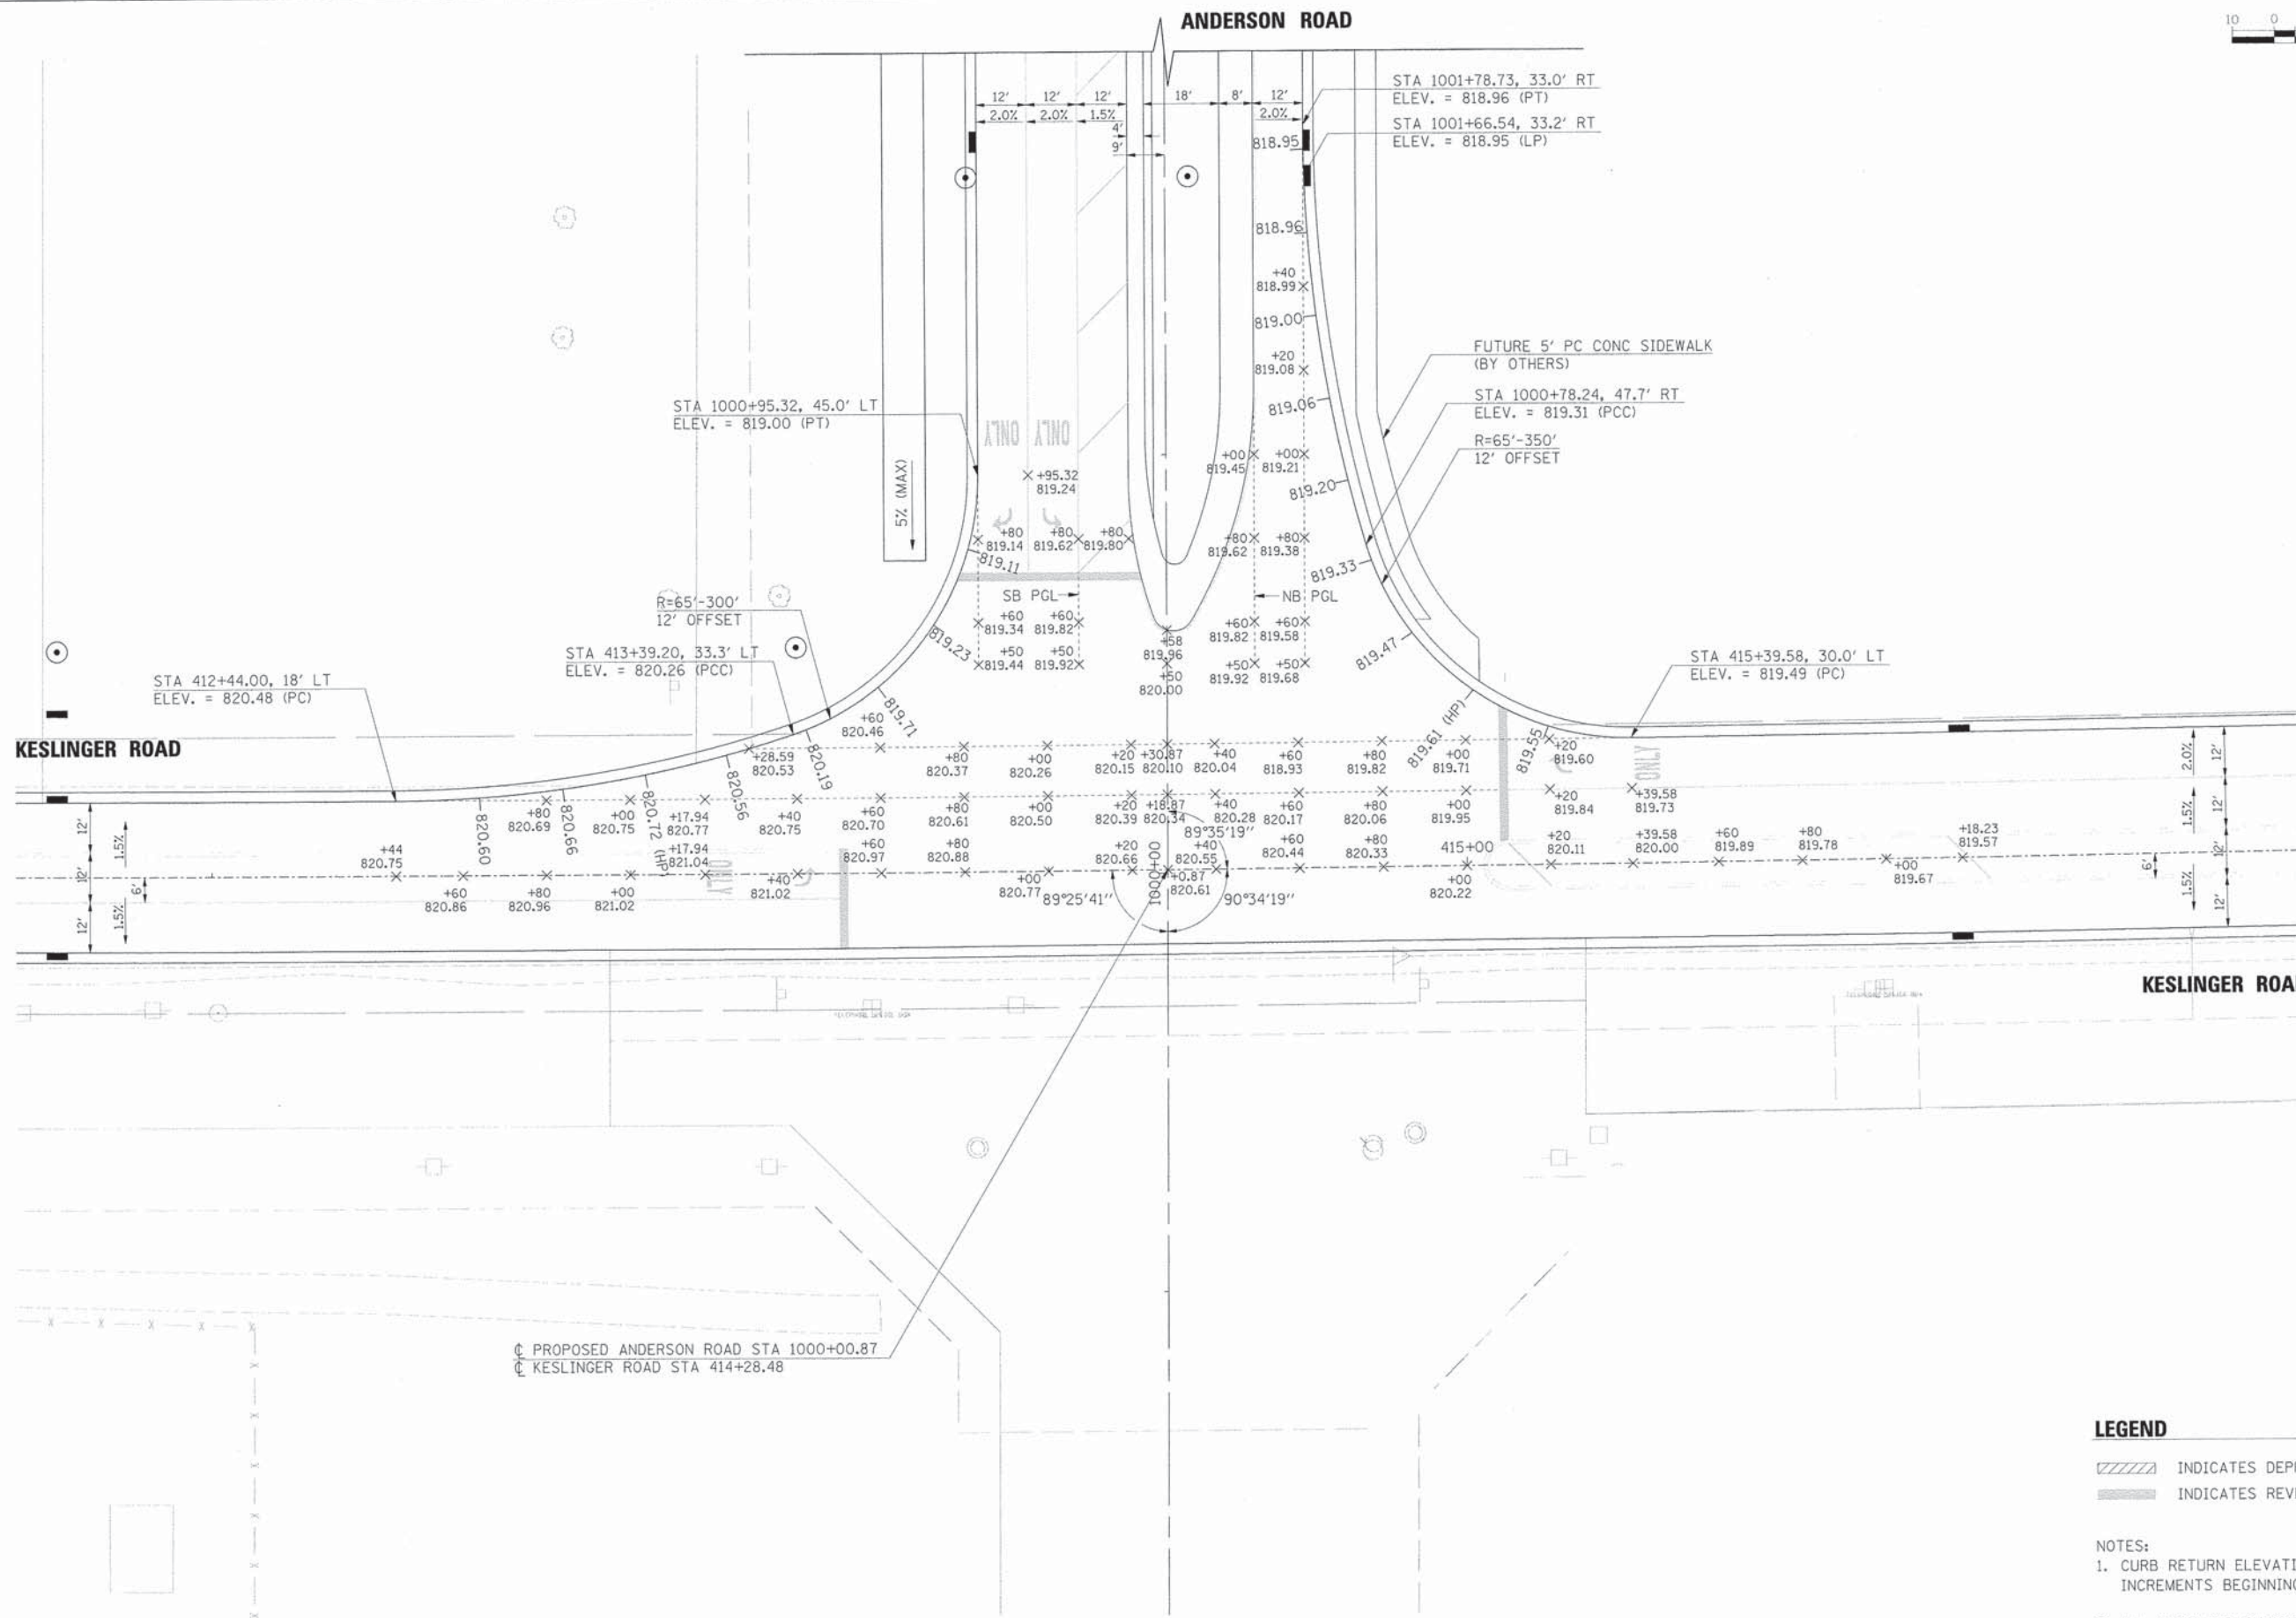 ANDERSON ROAD
10 0
12' 12' 12' 18' 8' 12'
2.0% 2.0% 1.5% 2.0%
4'
9'
818.95
STA 1001+78.73, 33.0' RT
ELEV. = 818.96 (PT)
STA 1001+66.54, 33.2' RT
ELEV. = 818.95 (LP)
818.96
+40
818.99
819.00
+20
819.08
819.06
FUTURE 5' PC CONC SIDEWALK
(BY OTHERS)
STA 1000+78.24, 47.7' RT
ELEV. = 819.31 (PCC)
R=65'-350'
12' OFFSET
STA 1000+95.32, 45.0' LT
ELEV. = 819.00 (PT)
ONLY ONLY
5% (MAX)
+95.32
819.24
+00 +00
819.45 819.21
819.20
+80 +80 +80 +80 +80
819.14 819.62 819.80 819.62 819.38
819.11
819.33
SB PGL
NB PGL
R=65'-300'
12' OFFSET
+60 +60 +60 +60
819.34 819.82 819.82 819.58
+58
819.96
819.23
819.47
+50 +50 +50 +50
819.44 819.92 819.92 819.68
+50
820.00
STA 413+39.20, 33.3' LT
ELEV. = 820.26 (PCC)
STA 412+44.00, 18' LT
ELEV. = 820.48 (PC)
STA 415+39.58, 30.0' LT
ELEV. = 819.49 (PC)
KESLINGER ROAD
819.71
819.61 (HP)
819.55
ONLY
+60
820.46
+28.59 +80 +00 +20 +30.87 +40 +60 +80 +00 +20
820.53 820.37 820.26 820.15 820.10 820.04 818.93 819.82 819.71 819.60
820.19
820.56
820.72 (HP)
820.66
820.60
+80 +00 +17.94 +40 +60 +80 +00 +20 +18.87 +40 +60 +80 +00 +20 +39.58
820.69 820.75 820.77 820.75 820.70 820.61 820.50 820.39 820.34 820.28 820.17 820.06 819.95 819.84 819.73
89°35'19"
+44 +17.94 +60 +80 +20 +40 +60 +80 415+00 +20 +39.58 +60 +80 +18.23
820.75 821.04 820.97 820.88 820.66 820.55 820.44 820.33 820.11 820.00 819.89 819.78 819.57
ONLY
+60 +80 +00 +40 +00 +0.87 +00 +00
820.86 820.96 821.02 821.02 820.77 820.61 820.22 819.67
1000+00
89°25'41"
90°34'19"
12' 1.5%
12' 6'
12' 1.5%
2.0% 12'
1.5% 12'
6' 12'
1.5% 12'
KESLINGER ROA
℄ PROPOSED ANDERSON ROAD STA 1000+00.87
℄ KESLINGER ROAD STA 414+28.48
LEGEND
INDICATES DEP
INDICATES REV
NOTES:
1. CURB RETURN ELEVATI
INCREMENTS BEGINNING